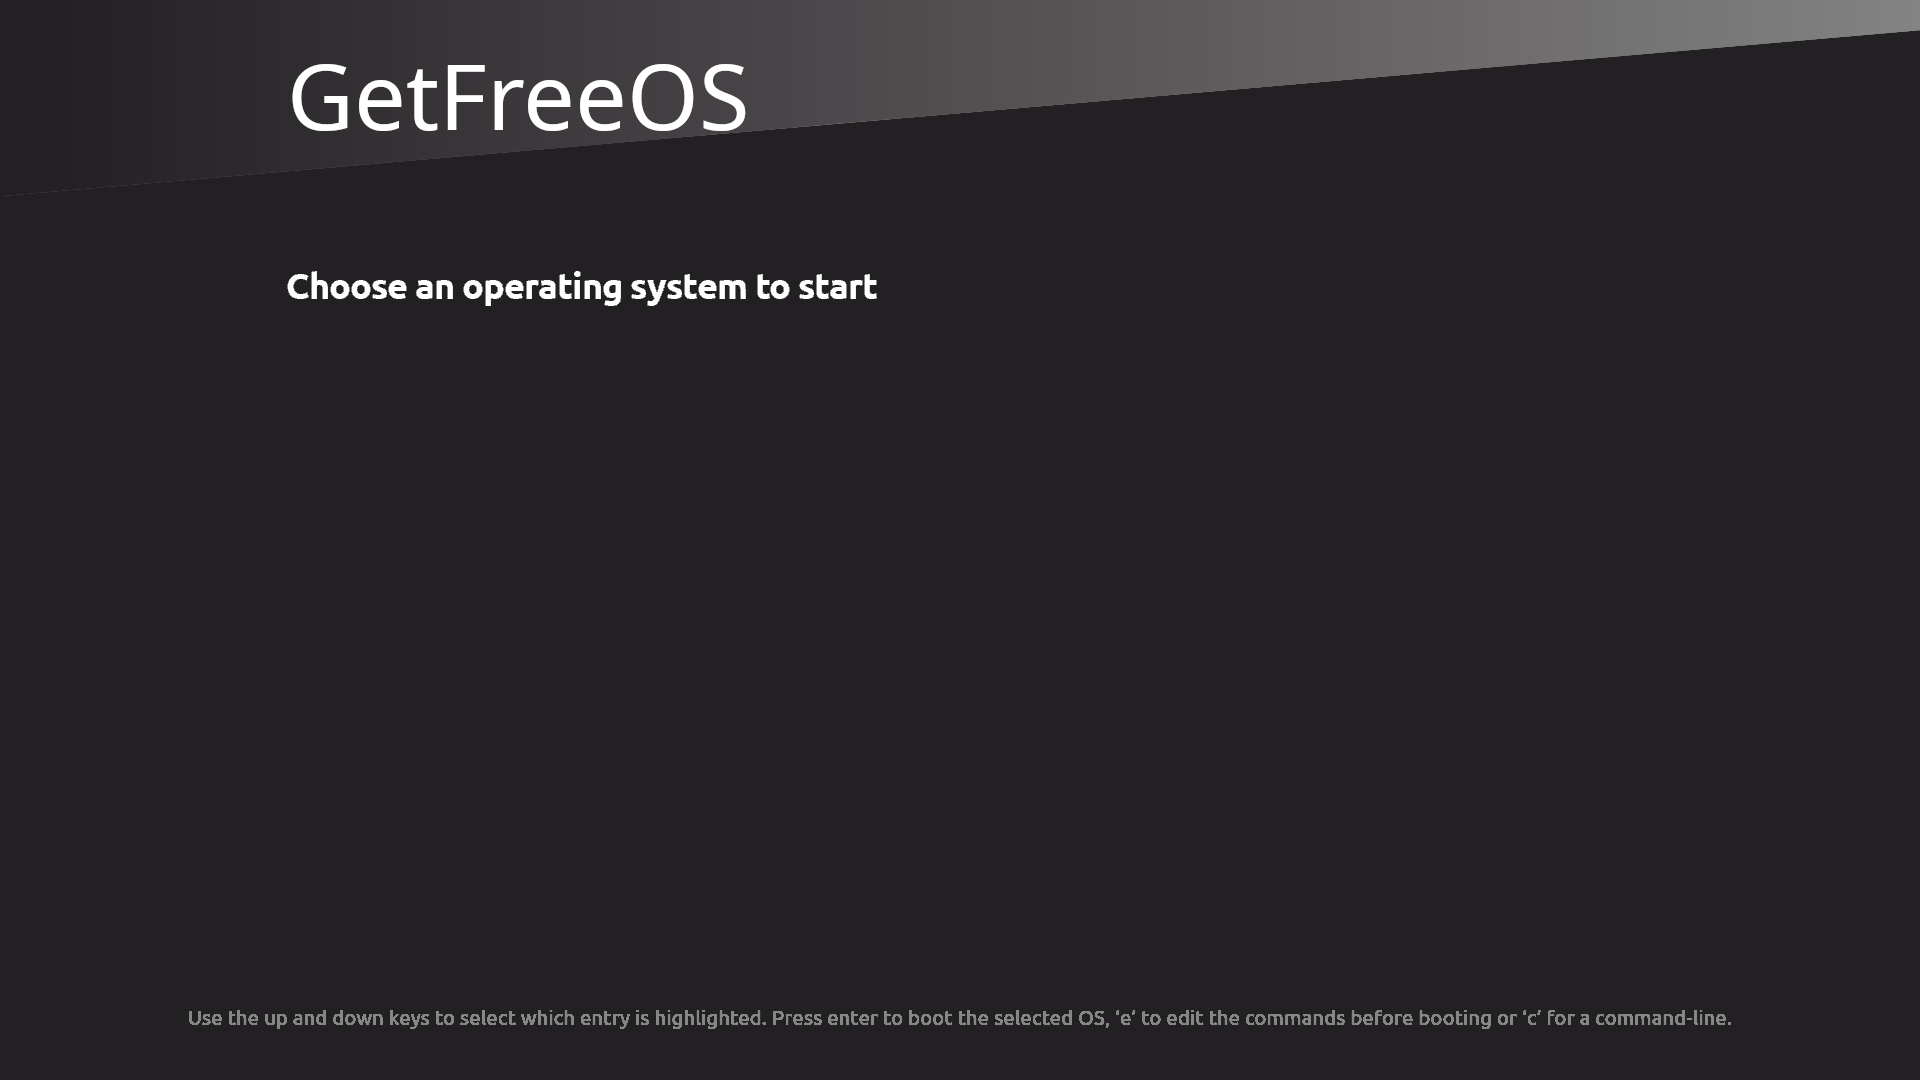 GetFreeOS
Choose an operating system to start
Use the up and down keys to select which entry is highlighted. Press enter to boot the selected OS, ‘e’ to edit the commands before booting or ‘c’ for a command-line.